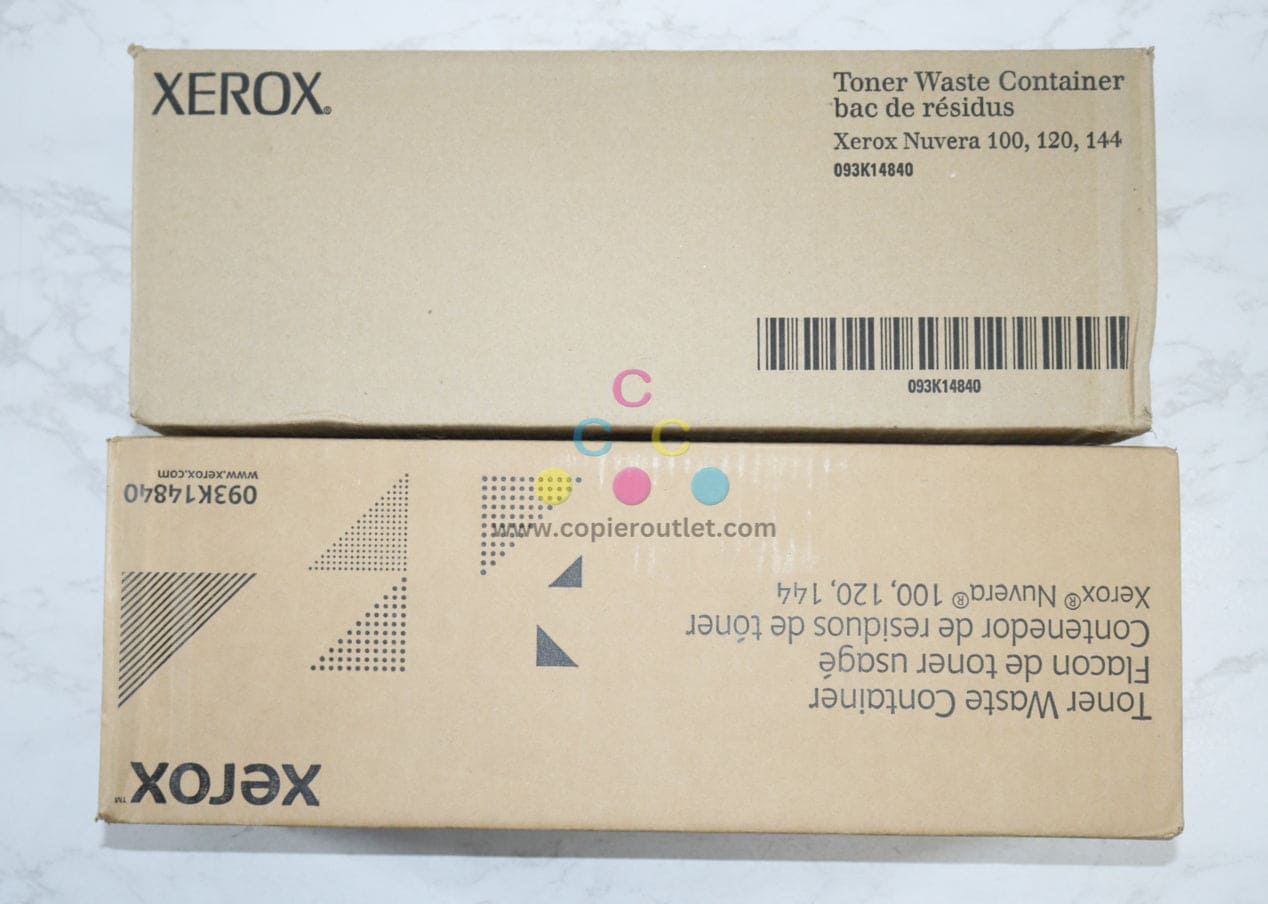 XEROX®
Toner Waste Container
bac de résidus
Xerox Nuvera 100, 120, 144
093K14840
093K14840
C
C C
www.copieroutlet.com
xerox™
Toner Waste Container
Flacon de toner usagé
Contenedor de residuos de tóner
Xerox® Nuvera® 100, 120, 144
093K14840
www.xerox.com